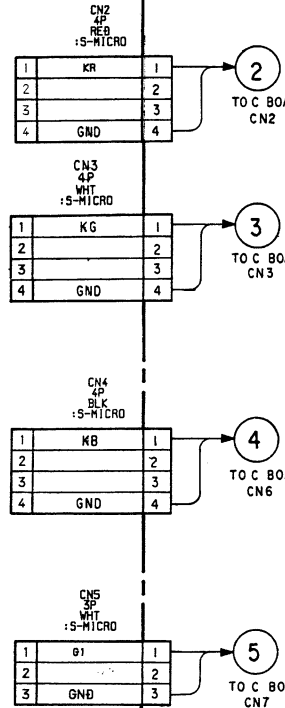 CN2
4P
RED
:S-MICRO
1 KR 1
2 2
3 3
4 GND 4
2
TO C BO
CN2
CN3
4P
WHT
:S-MICRO
1 KG 1
2 2
3 3
4 GND 4
3
TO C BO
CN3
CN4
4P
BLK
:S-MICRO
1 KB 1
2 2
3 3
4 GND 4
4
TO C BO
CN6
CN5
3P
WHT
:S-MICRO
1 G1 1
2 2
3 GND 3
5
TO C BO
CN7